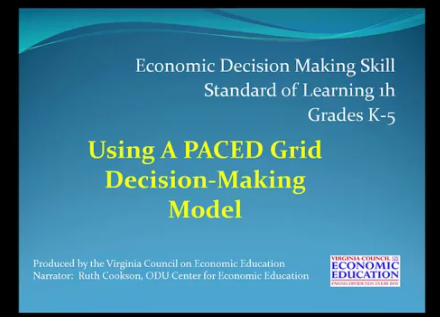 Economic Decision Making Skill
Standard of Learning 1h
Grades K-5
Using A PACED Grid
Decision-Making
Model
Produced by the Virginia Council on Economic Education
Narrator: Ruth Cookson, ODU Center for Economic Education
VIRGINIA COUNCIL ON
ECONOMIC
EDUCATION